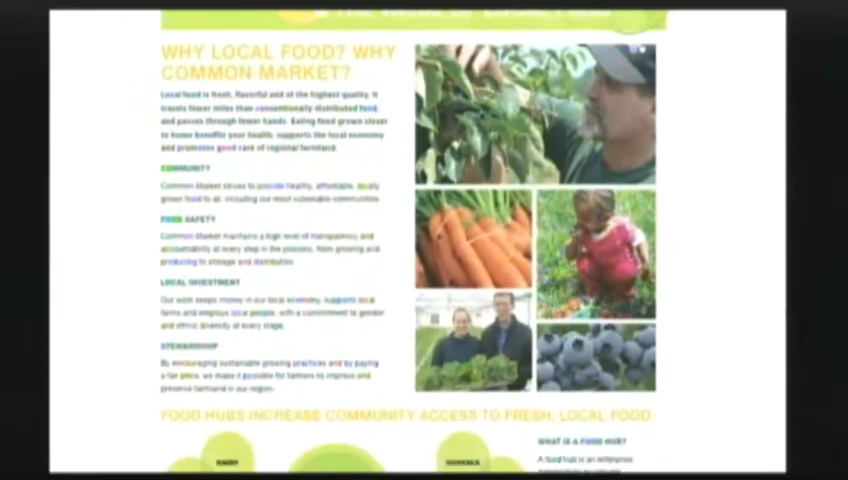 WHY LOCAL FOOD? WHY
COMMON MARKET?
Local food is fresh, flavorful and of the highest quality. It
travels fewer miles than conventionally distributed food,
and passes through fewer hands. Eating food grown closer
to home benefits your health, supports the local economy
and promotes good care of regional farmland.
COMMUNITY
Common Market strives to provide healthy, affordable, locally
grown food to all, including our most vulnerable communities.
FOOD SAFETY
Common Market maintains a high level of transparency and
accountability at every step in the process, from growing and
producing to storage and distribution.
LOCAL INVESTMENT
Our work keeps money in our local economy, supports local
farms and employs local people, with a commitment to gender
and ethnic diversity at every stage.
STEWARDSHIP
By encouraging sustainable growing practices and by paying
a fair price, we make it possible for farmers to improve and
preserve farmland in our region.
FOOD HUBS INCREASE COMMUNITY ACCESS TO FRESH, LOCAL FOOD
WHAT IS A FOOD HUB?
A food hub is an enterprise